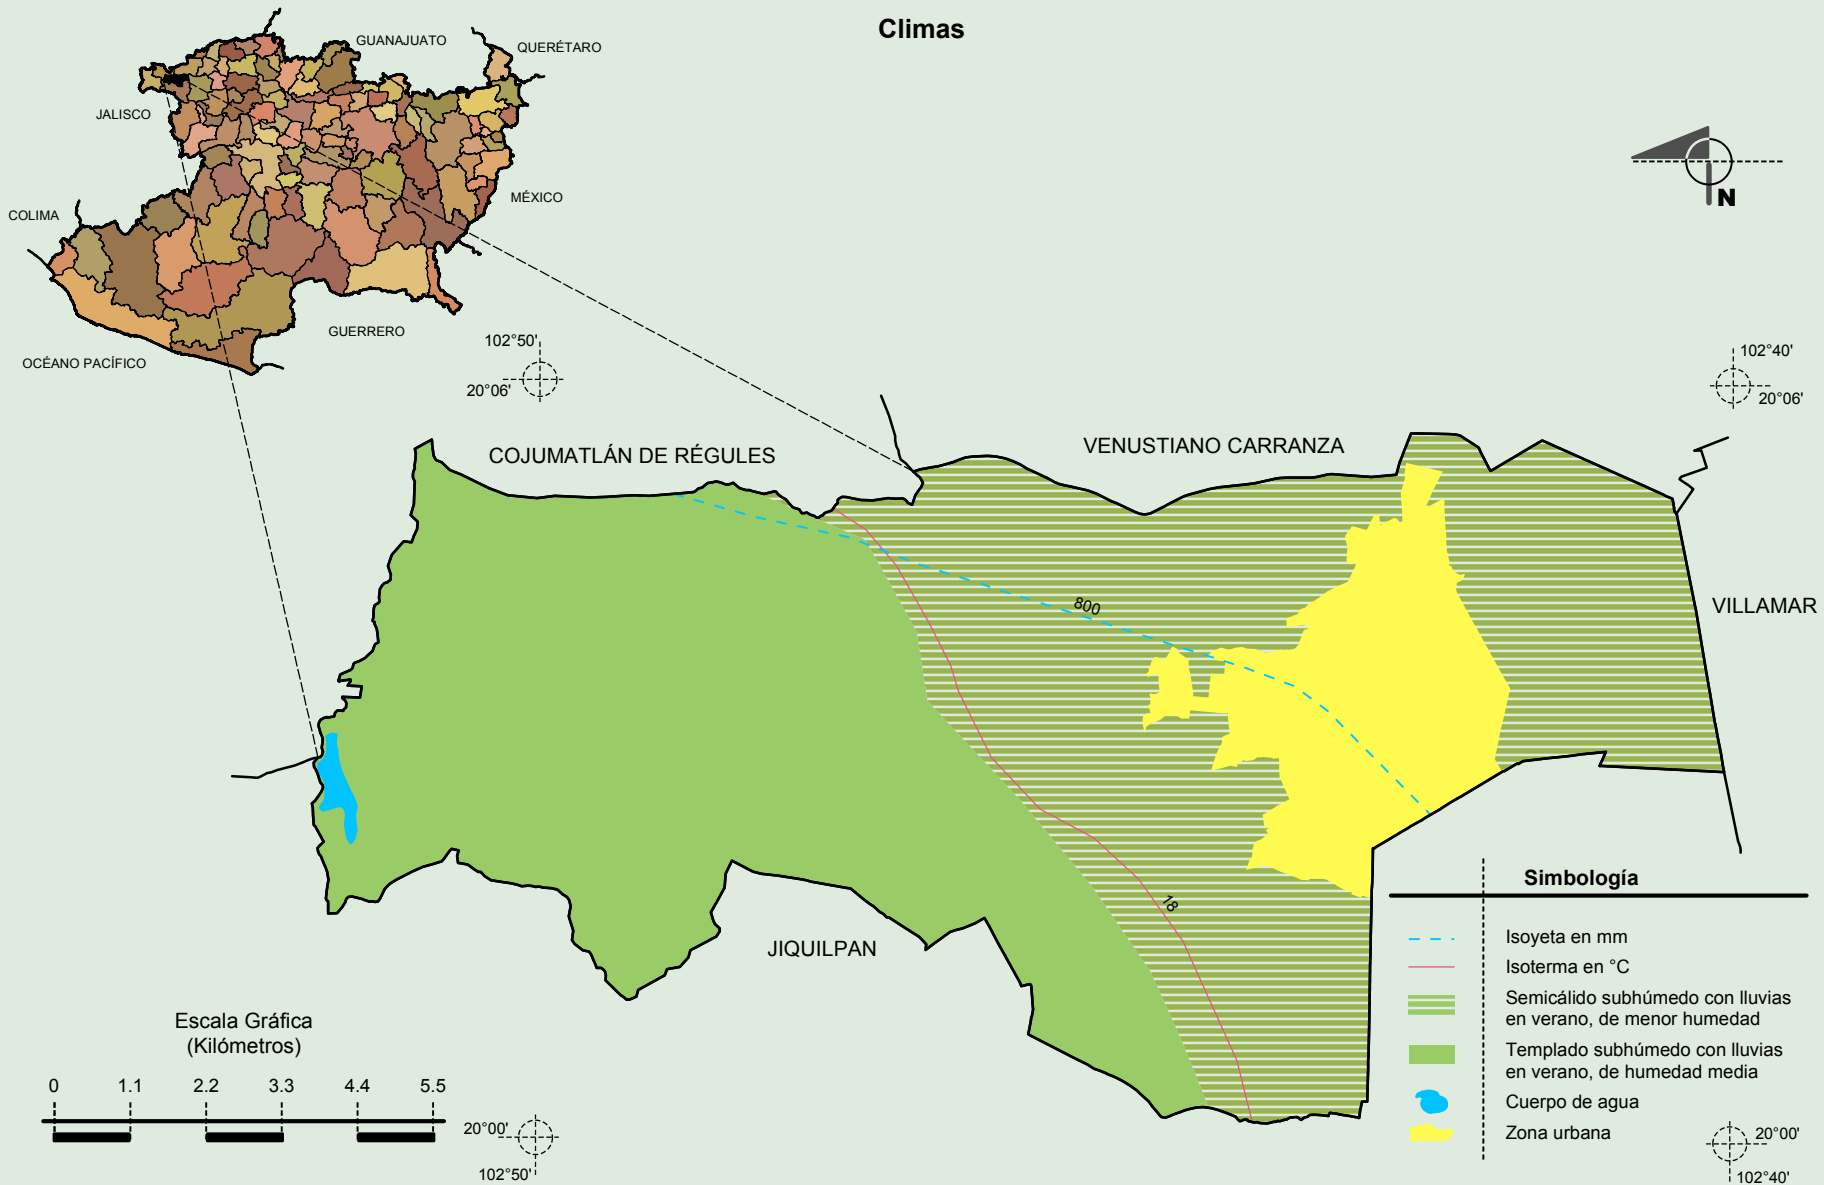 Climas
GUANAJUATO
QUERÉTARO
JALISCO
MÉXICO
COLIMA
GUERRERO
OCÉANO PACÍFICO
N
102°50'
20°06'
102°40'
20°06'
COJUMATLÁN DE RÉGULES
VENUSTIANO CARRANZA
VILLAMAR
800
18
JIQUILPAN
Escala Gráfica
(Kilómetros)
0 1.1 2.2 3.3 4.4 5.5
20°00'
102°50'
Simbología
Isoyeta en mm
Isoterma en °C
Semicálido subhúmedo con lluvias
en verano, de menor humedad
Templado subhúmedo con lluvias
en verano, de humedad media
Cuerpo de agua
Zona urbana
20°00'
102°40'